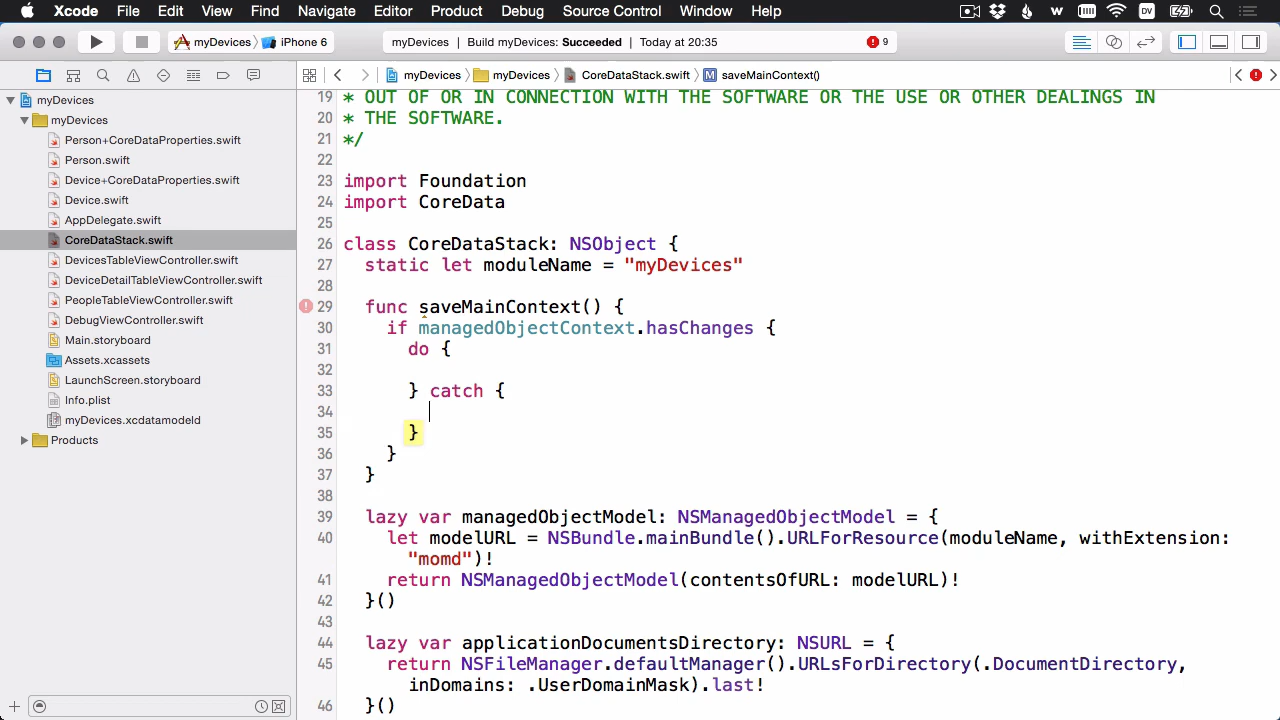 Xcode File Edit View Find Navigate Editor Product Debug Source Control Window Help
myDevices iPhone 6
myDevices | Build myDevices: Succeeded | Today at 20:35
9
myDevices myDevices CoreDataStack.swift M saveMainContext()
myDevices
myDevices
Person+CoreDataProperties.swift
Person.swift
Device+CoreDataProperties.swift
Device.swift
AppDelegate.swift
CoreDataStack.swift
DevicesTableViewController.swift
DeviceDetailTableViewController.swift
PeopleTableViewController.swift
DebugViewController.swift
Main.storyboard
Assets.xcassets
LaunchScreen.storyboard
Info.plist
myDevices.xcdatamodeld
Products
19 * OUT OF OR IN CONNECTION WITH THE SOFTWARE OR THE USE OR OTHER DEALINGS IN
20 * THE SOFTWARE.
21 */
22
23 import Foundation
24 import CoreData
25
26 class CoreDataStack: NSObject {
27 static let moduleName = "myDevices"
28
29 func saveMainContext() {
30 if managedObjectContext.hasChanges {
31 do {
32
33 } catch {
34
35 }
36 }
37 }
38
39 lazy var managedObjectModel: NSManagedObjectModel = {
40 let modelURL = NSBundle.mainBundle().URLForResource(moduleName, withExtension:
"momd")!
41 return NSManagedObjectModel(contentsOfURL: modelURL)!
42 }()
43
44 lazy var applicationDocumentsDirectory: NSURL = {
45 return NSFileManager.defaultManager().URLsForDirectory(.DocumentDirectory,
inDomains: .UserDomainMask).last!
46 }()